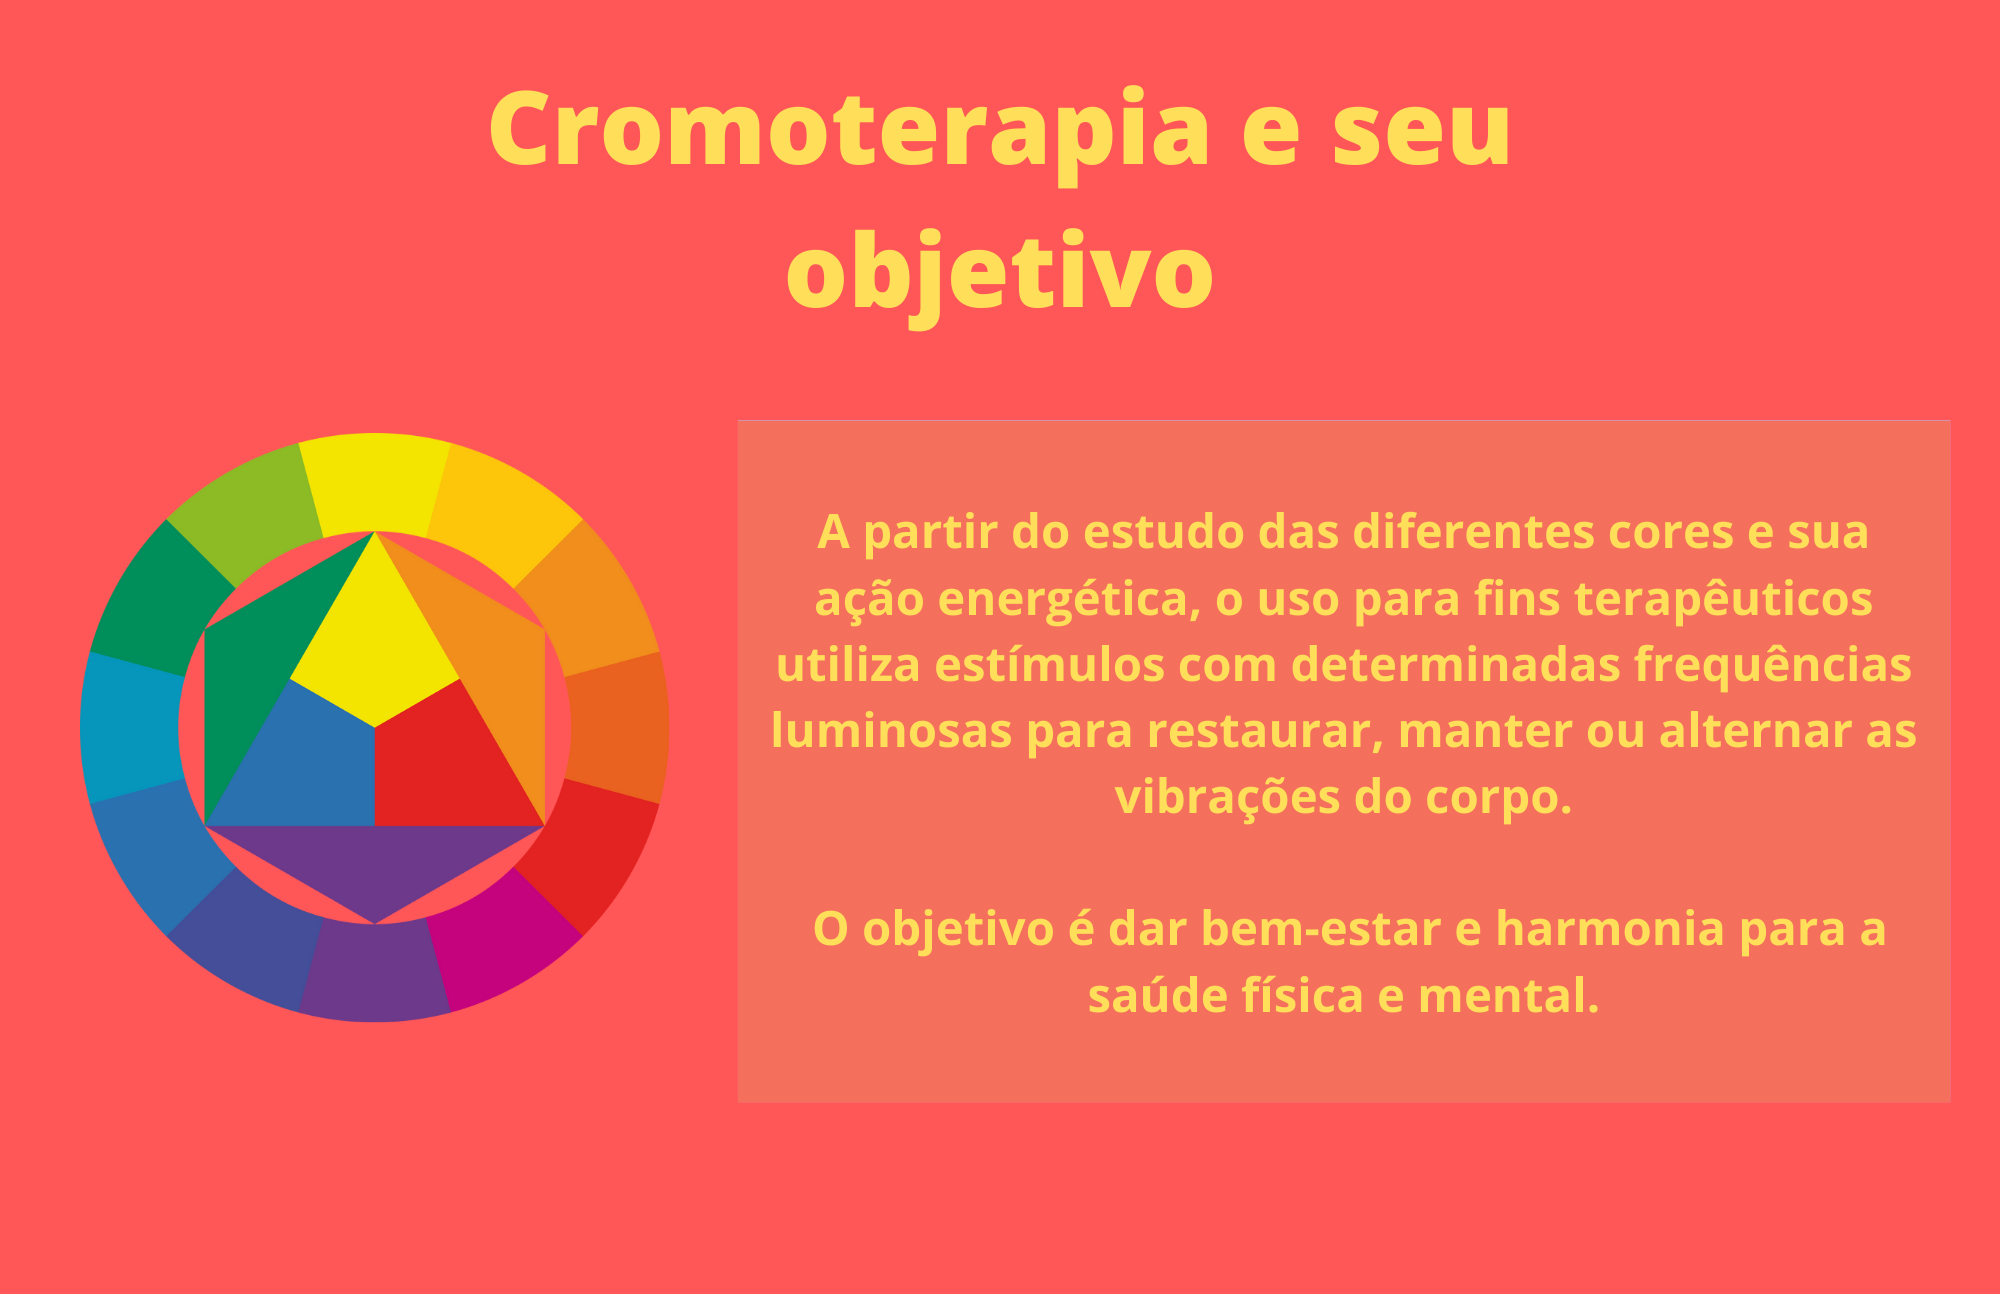 Cromoterapia e seu
objetivo
A partir do estudo das diferentes cores e sua
ação energética, o uso para fins terapêuticos
utiliza estímulos com determinadas frequências
luminosas para restaurar, manter ou alternar as
vibrações do corpo.
O objetivo é dar bem-estar e harmonia para a
saúde física e mental.